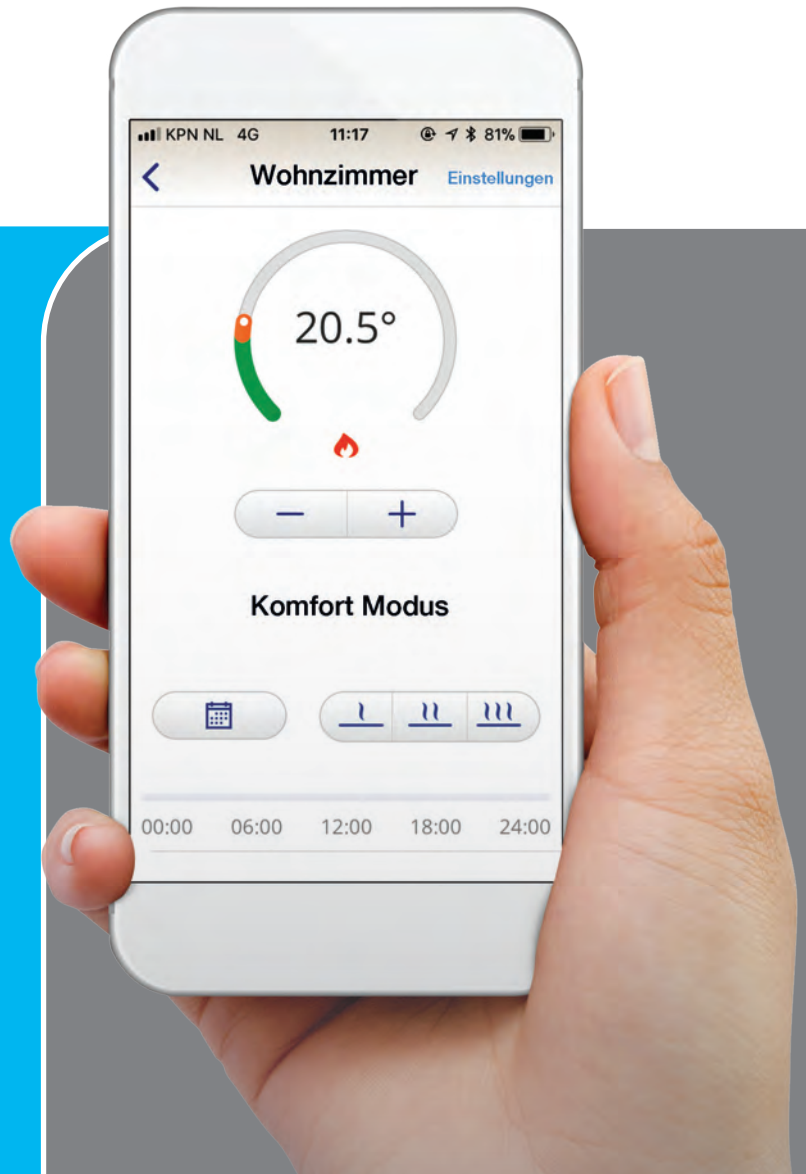 KPN NL 4G 11:17 81%
Wohnzimmer Einstellungen
20.5°
− +
Komfort Modus
00:00 06:00 12:00 18:00 24:00